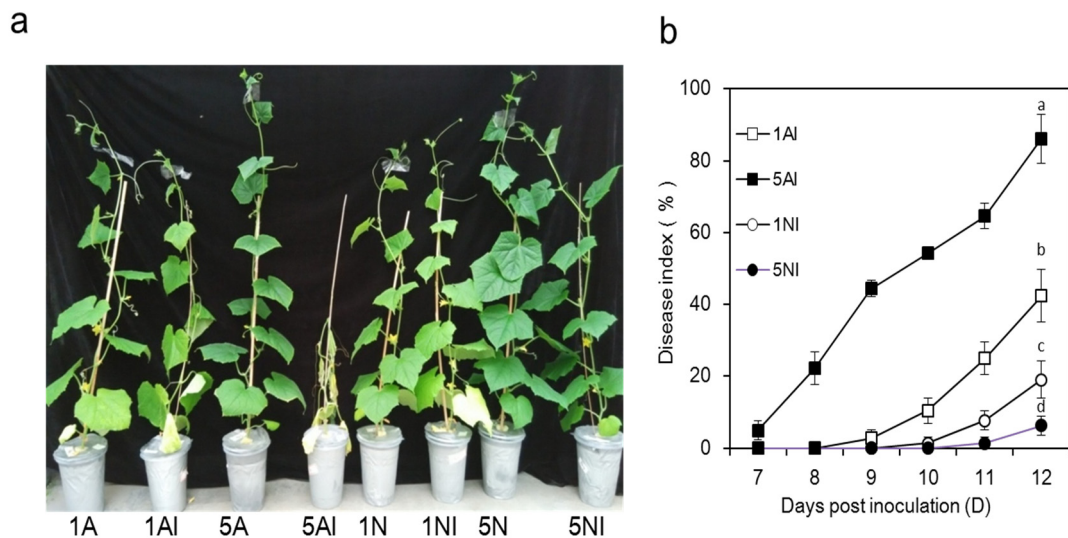 a
1A 1AI 5A 5AI 1N 1NI 5N 5NI
b
Disease index ( % )
100
80
60
40
20
0
1AI
5AI
1NI
5NI
a
b
c
d
7 8 9 10 11 12
Days post inoculation (D)